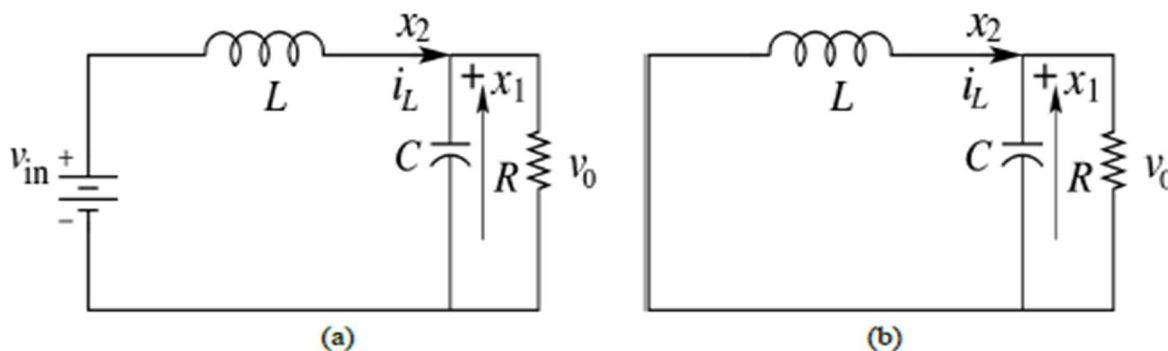 x2 x2
L iL + x1 L iL + x1
vin + − C R v0 C R v0
(a) (b)